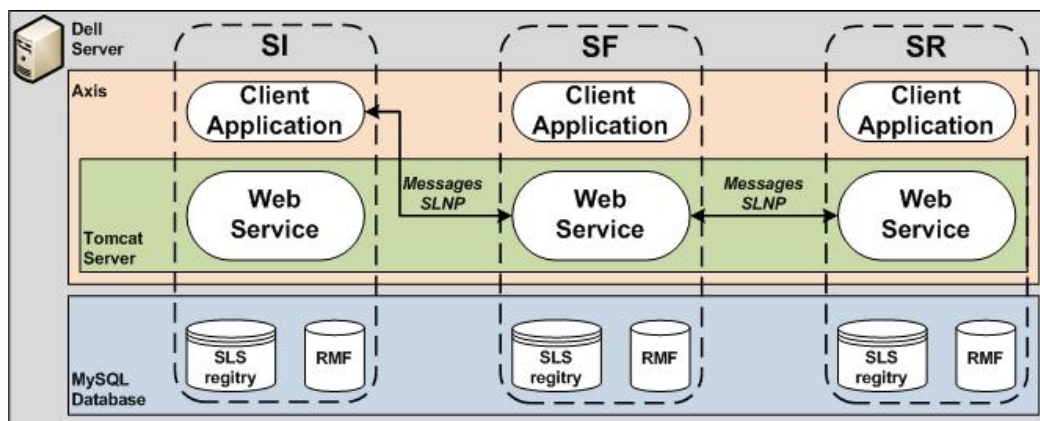 Dell
Server
SI
SF
SR
Axis
Client
Application
Client
Application
Client
Application
Messages
SLNP
Messages
SLNP
Web
Service
Web
Service
Web
Service
Tomcat
Server
SLS
regitry
RMF
SLS
regitry
RMF
SLS
regitry
RMF
MySQL
Database